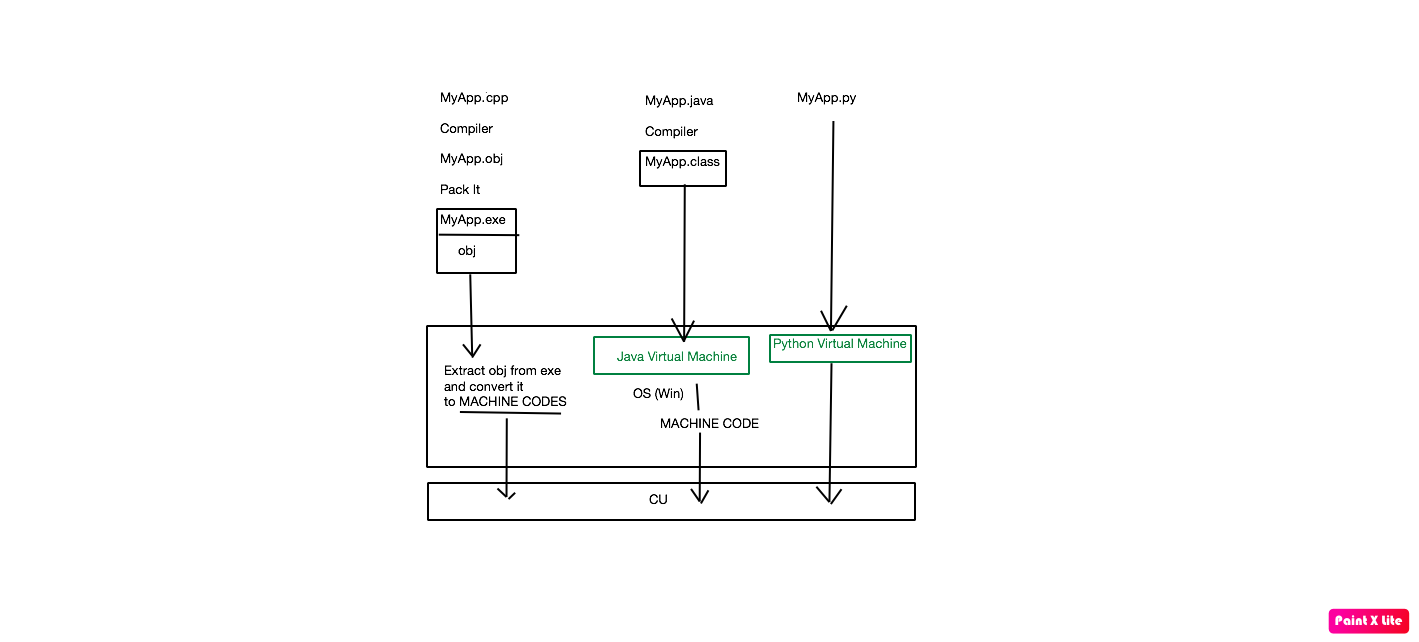 MyApp.cpp
Compiler
MyApp.obj
Pack It
MyApp.exe
obj
Extract obj from exe
and convert it
to MACHINE CODES
MyApp.java
Compiler
MyApp.class
Java Virtual Machine
OS (Win)
MACHINE CODE
MyApp.py
Python Virtual Machine
CU
Paint X Lite